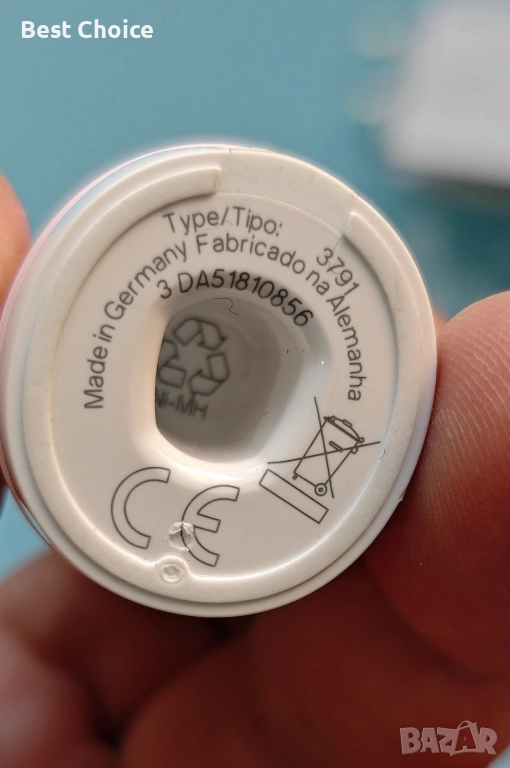 Best Choice
Type/Tipo: 3791
Made in Germany Fabricado na Alemanha
3 DA51810856
Ni-MH
CE
BAZAR